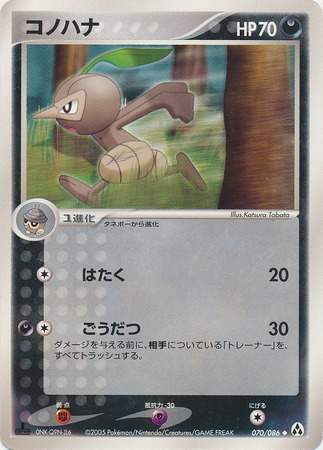 コノハナ HP70
Illus.Katsura Tabata
1進化
タネボーから進化
はたく 20
ごうだつ 30
ダメージを与える前に、相手についている「トレーナー」を、
すべてトラッシュする。
弱点 抵抗力 -30 にげる
©2005 Pokémon/Nintendo/Creatures/GAME FREAK 070/086